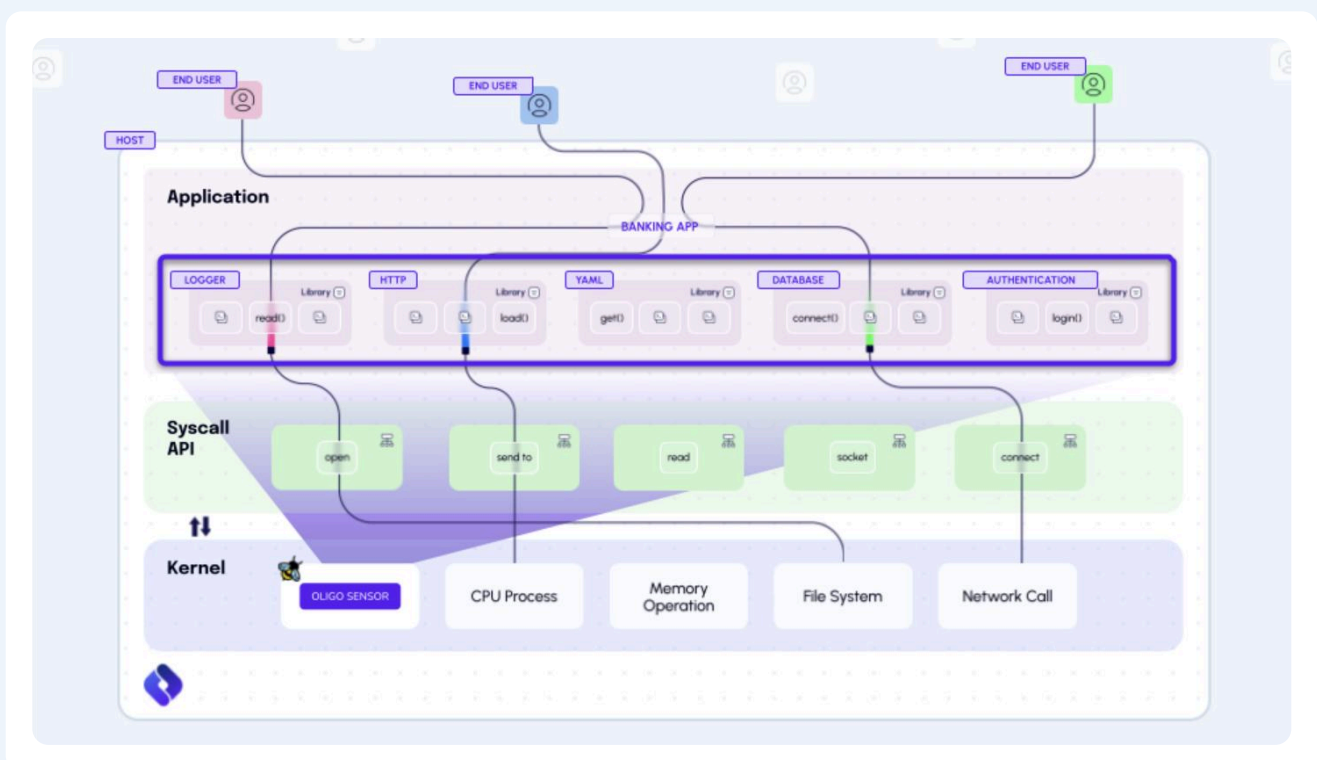 END USER
END USER
END USER
HOST
Application
BANKING APP
LOGGER
HTTP
YAML
DATABASE
AUTHENTICATION
Library
Library
Library
Library
Library
read()
load()
get()
connect()
login()
Syscall
API
open
send to
read
socket
connect
Kernel
OLIGO SENSOR
CPU Process
Memory
Operation
File System
Network Call